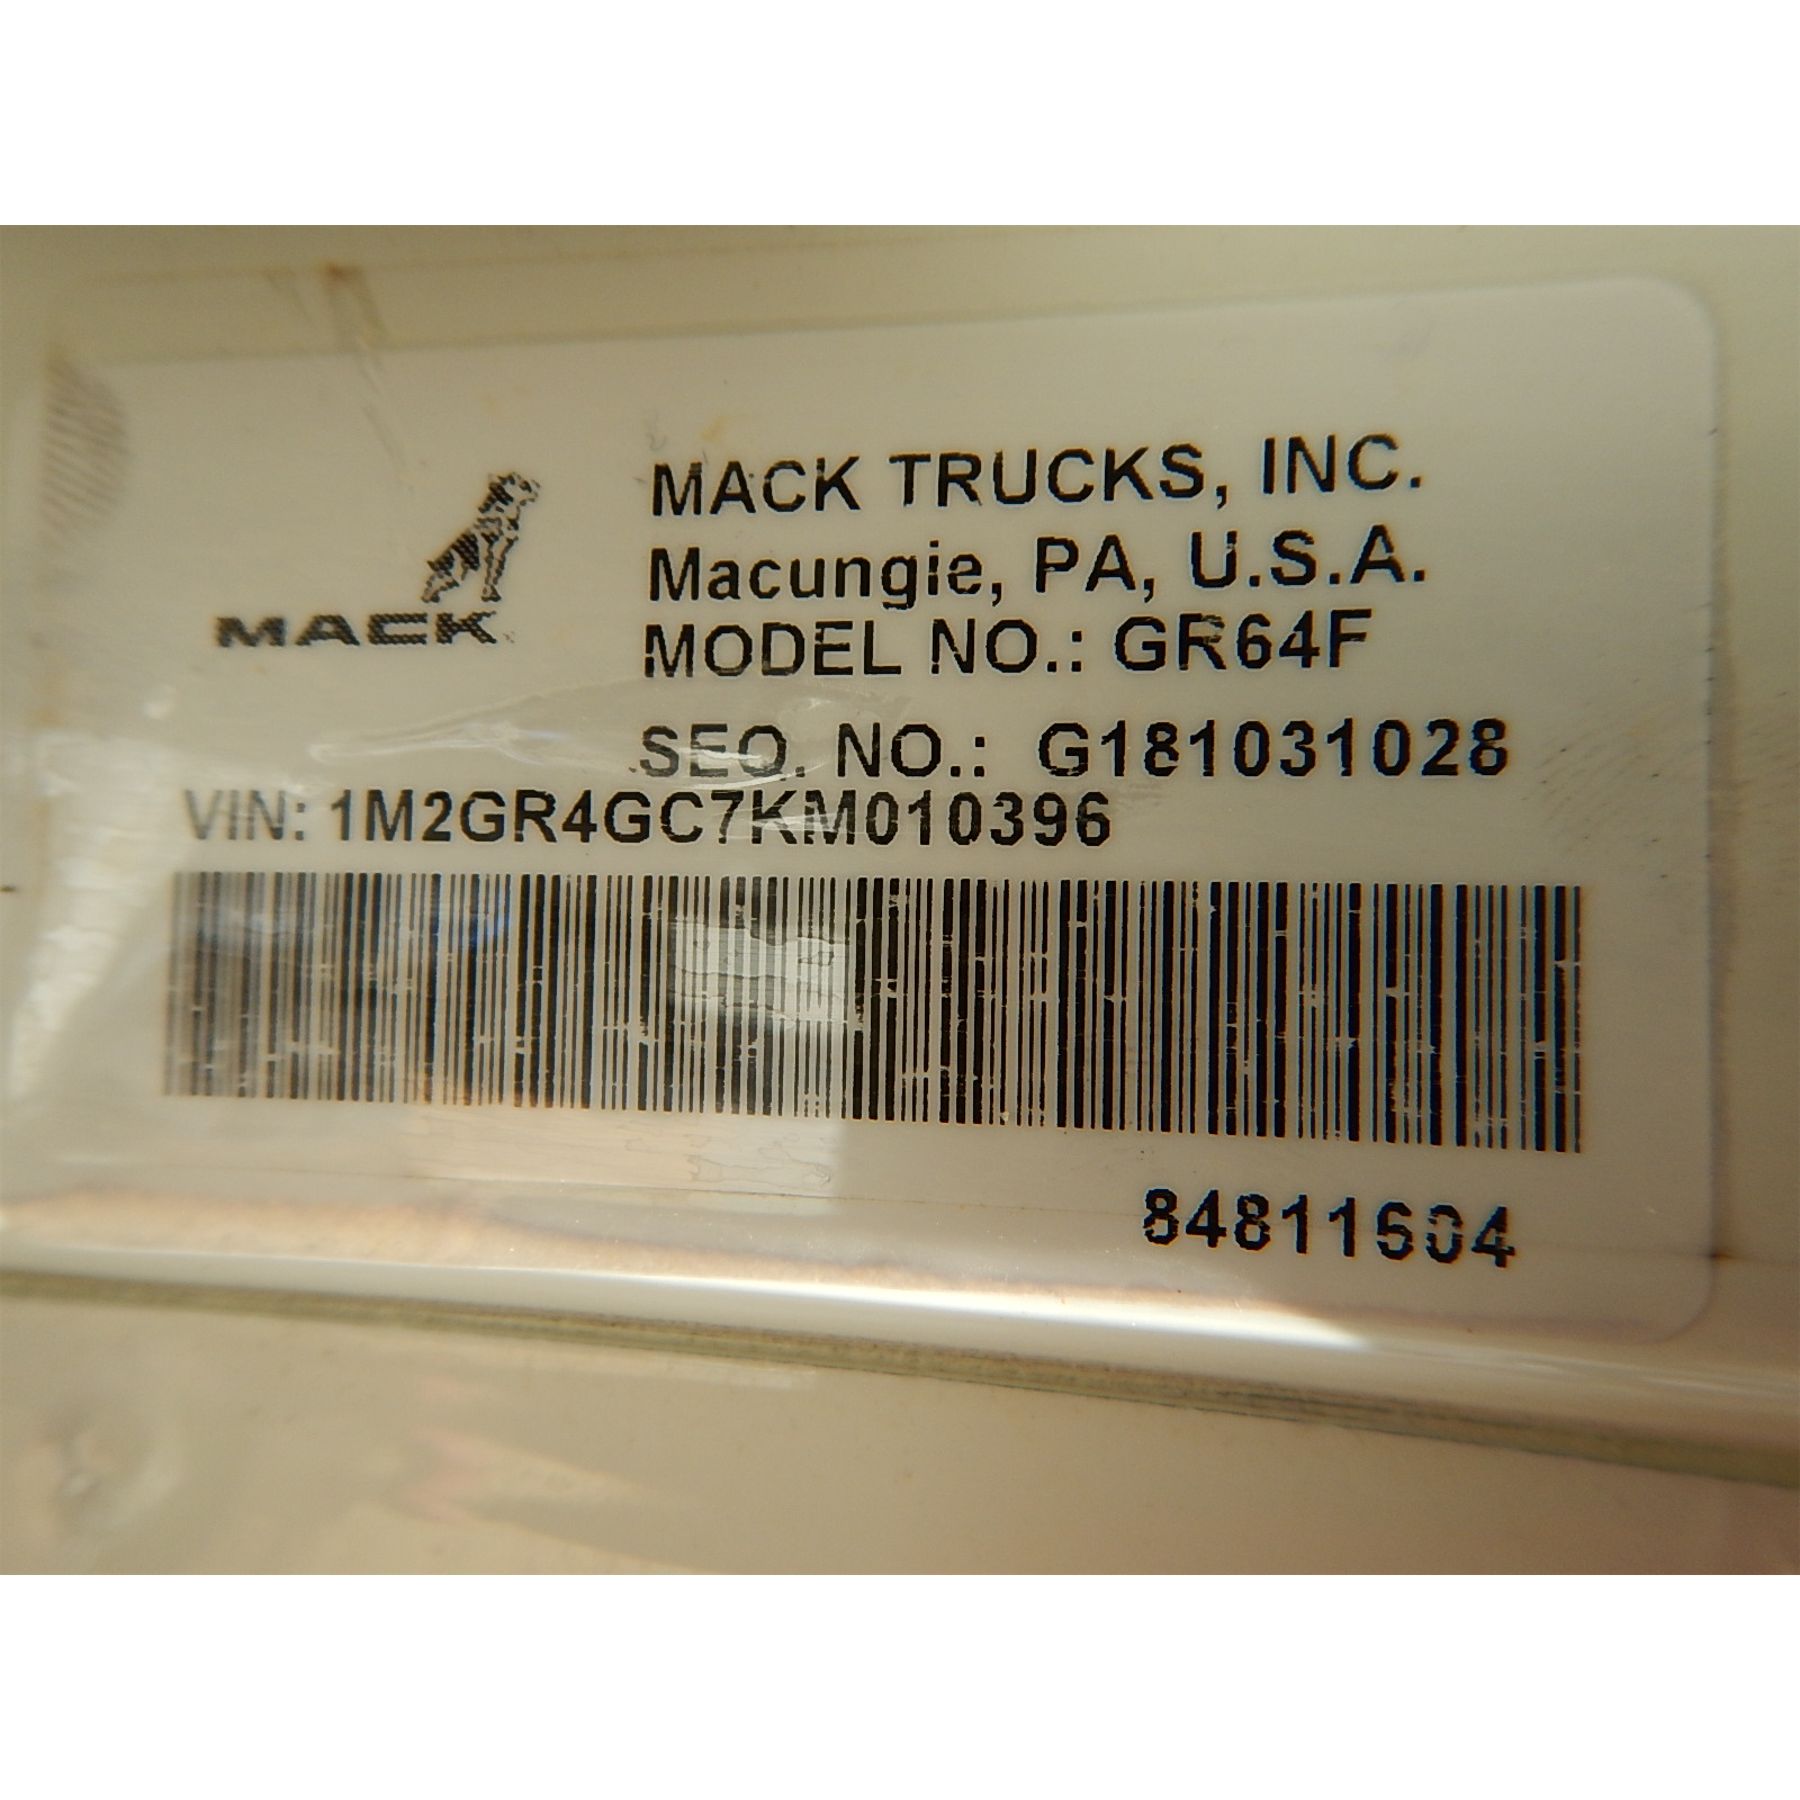 MACK TRUCKS, INC.
Macungie, PA, U.S.A.
MACK
MODEL NO.: GR64F
SEQ. NO.: G181031028
VIN: 1M2GR4GC7KM010396
84811604